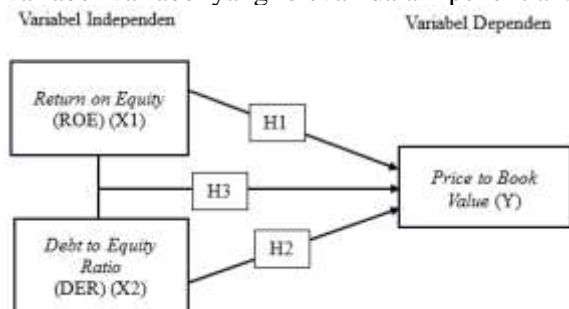 Variabel Independen
Variabel Dependen
Return on Equity
(ROE) (X1)
H1
H3
Price to Book
Value (Y)
Debt to Equity
Ratio
(DER) (X2)
H2